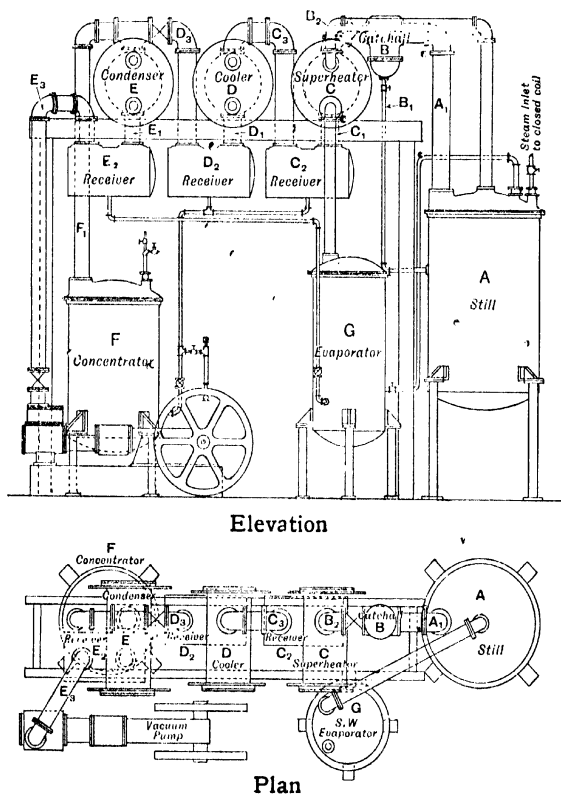 B₂
D₃
C₃
Catchall
B
Condenser
E
Cooler
D
Superheater
C
E₃
A₁
B₁
Steam Inlet
to closed coil
E₁
D₁
C₁
E₂
Receiver
D₂
Receiver
C₂
Receiver
F₁
A
Still
F
Concentrator
G
Evaporator
Elevation
F
Concentrator
Condenser
A
D₃
C₃
B₂
Catchall
B
A₁
Receiver
E
Receiver
D
Receiver
C
Still
E₂
D₂
Cooler
C₂
Superheater
E₃
G
S.W
Evaporator
Vacuum
Pump
Plan